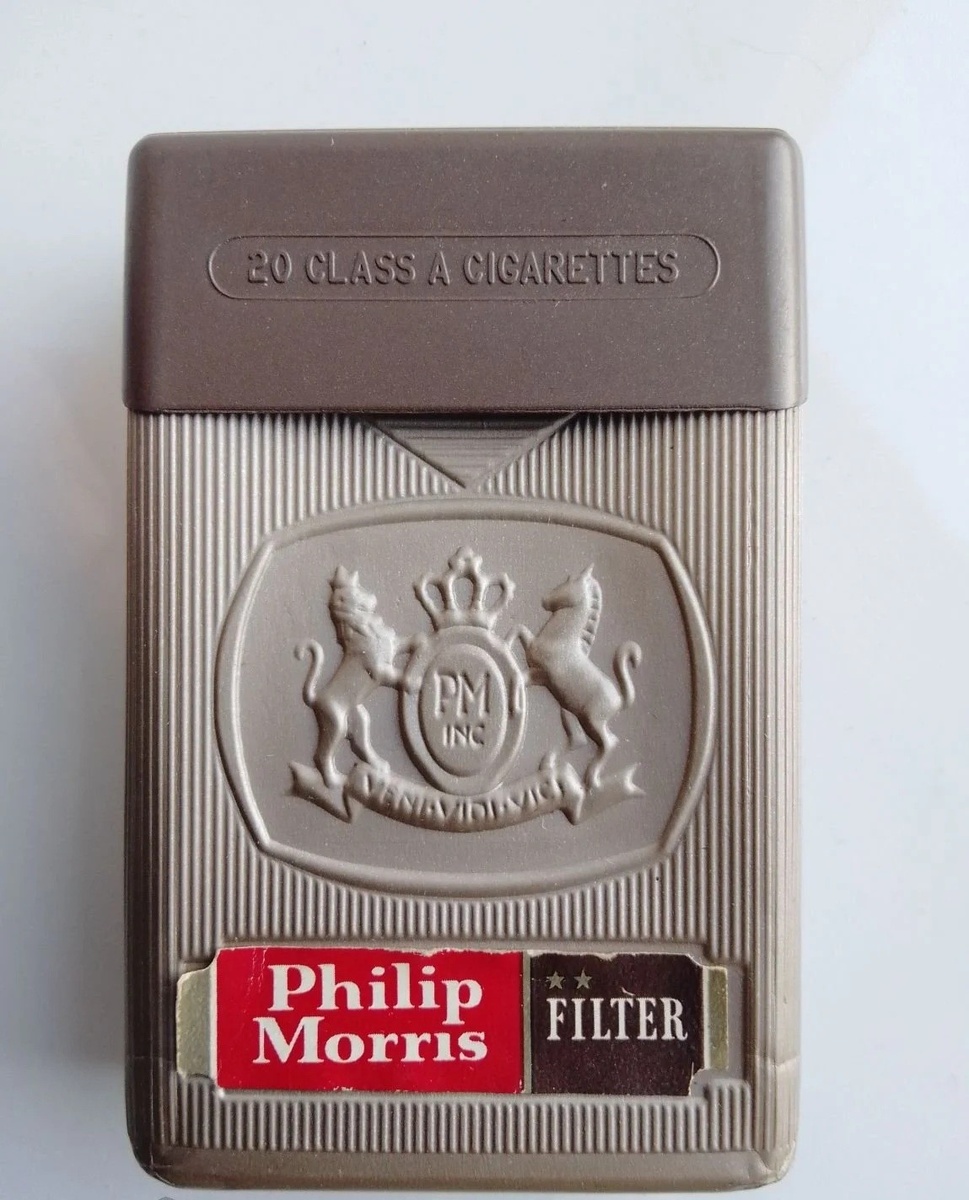 20 CLASS A CIGARETTES
PM
INC
VENI·VIDI·VICI
Philip
Morris
FILTER